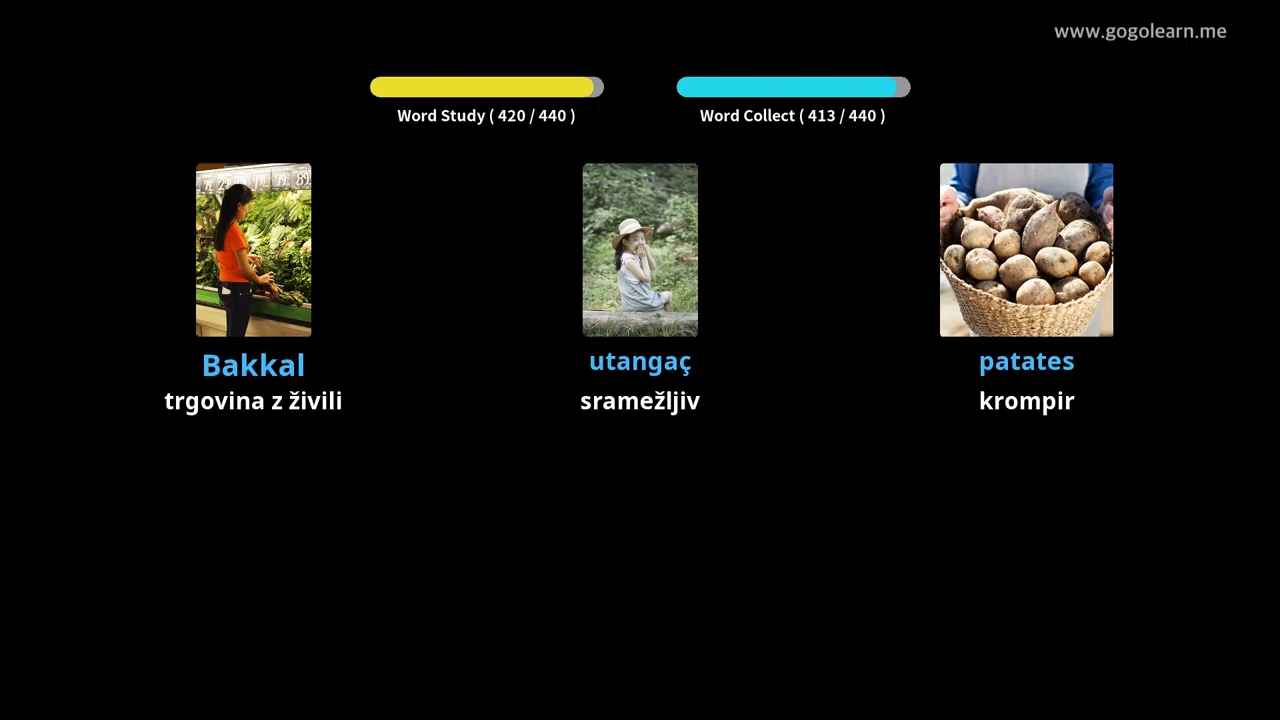 www.gogolearn.me
Word Study ( 420 / 440 )
Word Collect ( 413 / 440 )
Bakkal
trgovina z živili
utangaç
sramežljiv
patates
krompir